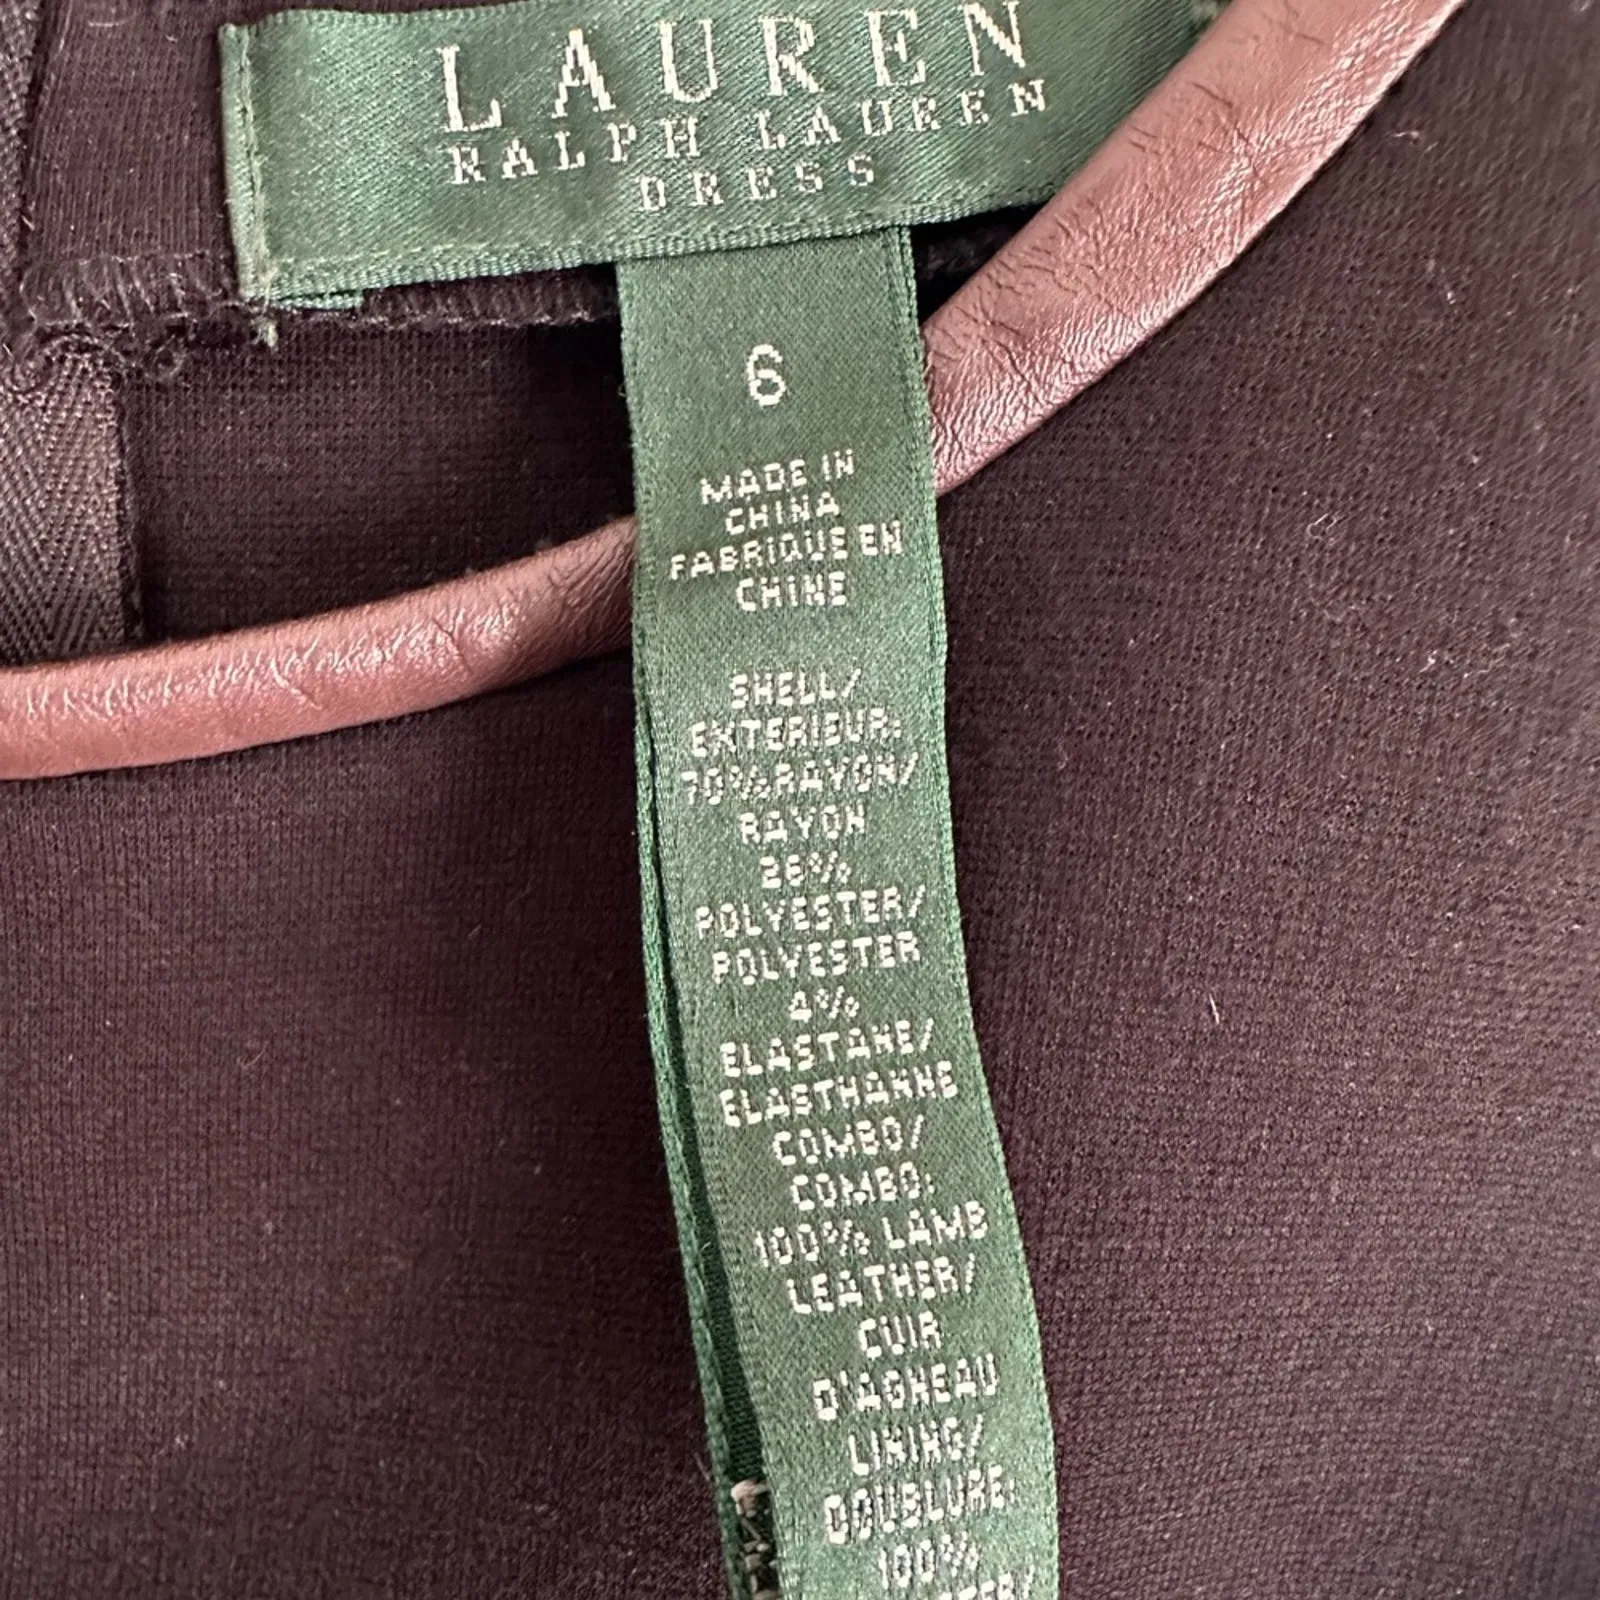 LAUREN
RALPH LAUREN
DRESS
6
MADE IN
CHINA
FABRIQUE EN
CHINE
SHELL/
EXTERIEUR:
70%RAYON/
RAYON
26%
POLYESTER/
POLYESTER
4%
ELASTANE/
ELASTHANNE
COMBO/
COMBO:
100% LAMB
LEATHER/
CUIR
D'AGNEAU
LINING/
DOUBLURE:
100%